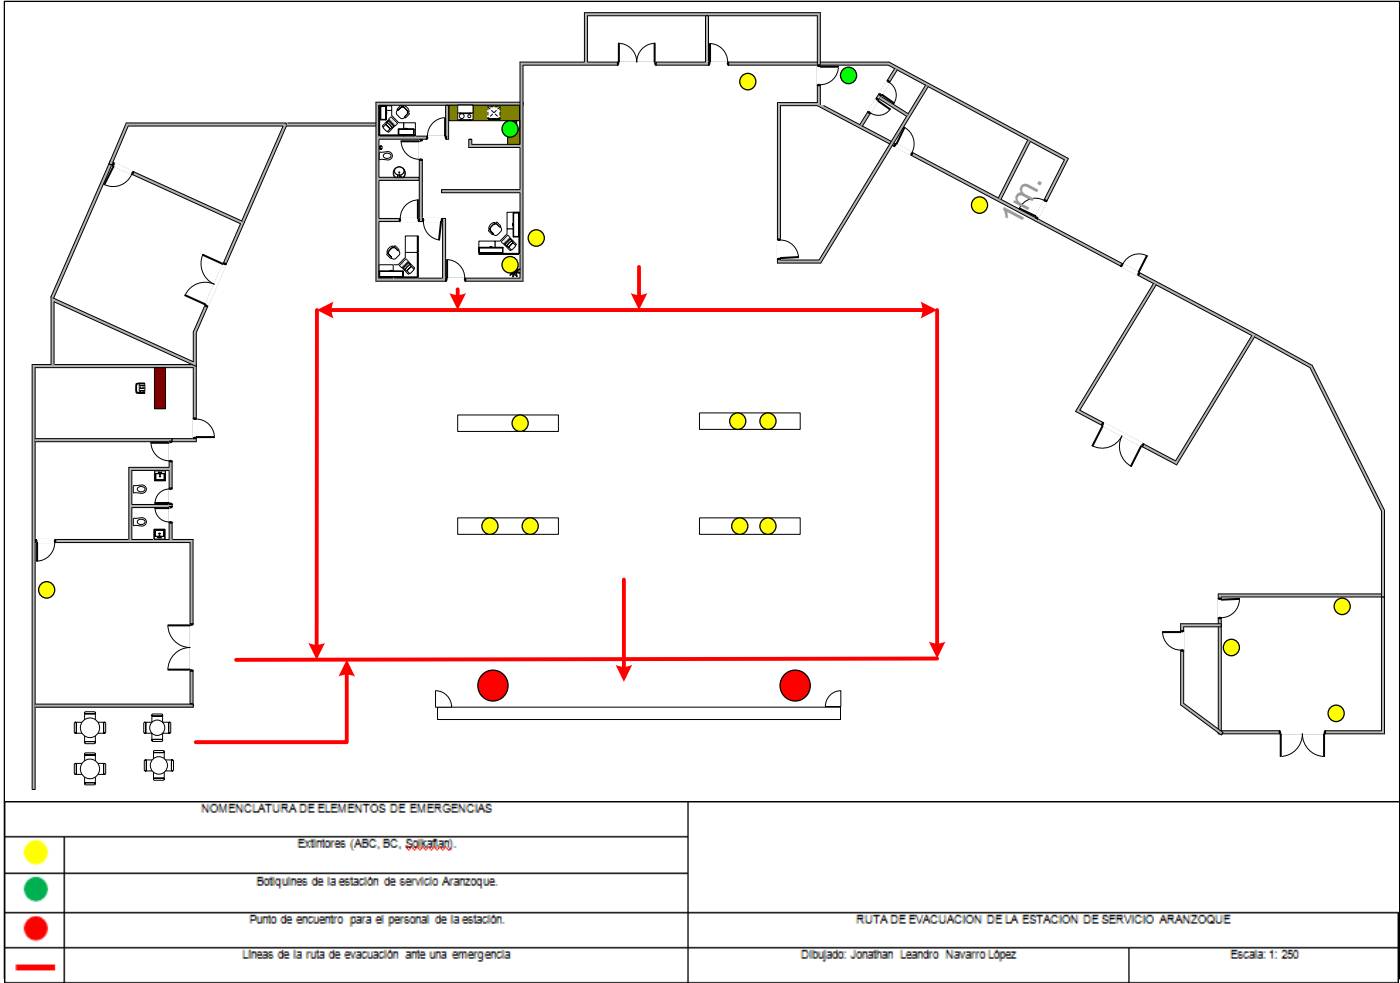 1m.
NOMENCLATURA DE ELEMENTOS DE EMERGENCIAS
Extintores (ABC, BC, Solkaflan).
Botiquines de la estación de servicio Aranzoque.
Punto de encuentro para el personal de la estación.
RUTA DE EVACUACION DE LA ESTACION DE SERVICIO ARANZOQUE
Líneas de la ruta de evacuación ante una emergencia
Dibujado: Jonathan Leandro Navarro López
Escala: 1: 250